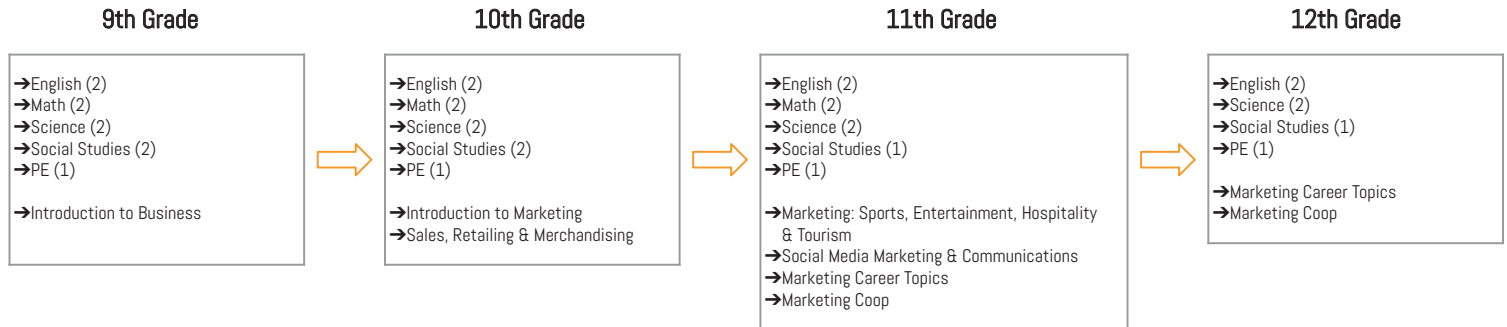 9th Grade
➔English (2)
➔Math (2)
➔Science (2)
➔Social Studies (2)
➔PE (1)
➔Introduction to Business
10th Grade
➔English (2)
➔Math (2)
➔Science (2)
➔Social Studies (2)
➔PE (1)
➔Introduction to Marketing
➔Sales, Retailing & Merchandising
11th Grade
➔English (2)
➔Math (2)
➔Science (2)
➔Social Studies (1)
➔PE (1)
➔Marketing: Sports, Entertainment, Hospitality
& Tourism
➔Social Media Marketing & Communications
➔Marketing Career Topics
➔Marketing Coop
12th Grade
➔English (2)
➔Science (2)
➔Social Studies (1)
➔PE (1)
➔Marketing Career Topics
➔Marketing Coop